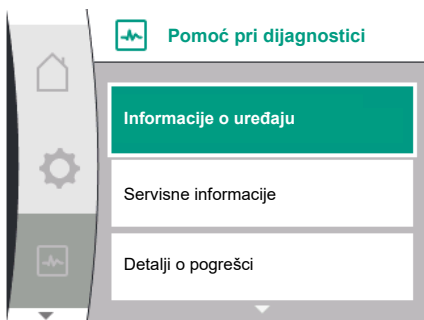 Pomoć pri dijagnostici
Informacije o uređaju
Servisne informacije
Detalji o pogrešci